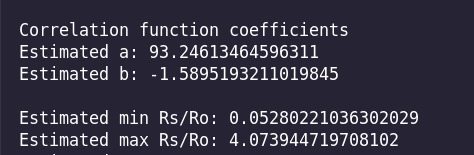 Correlation function coefficients
Estimated a: 93.24613464596311
Estimated b: -1.5895193211019845
Estimated min Rs/Ro: 0.05280221036302029
Estimated max Rs/Ro: 4.073944719708102